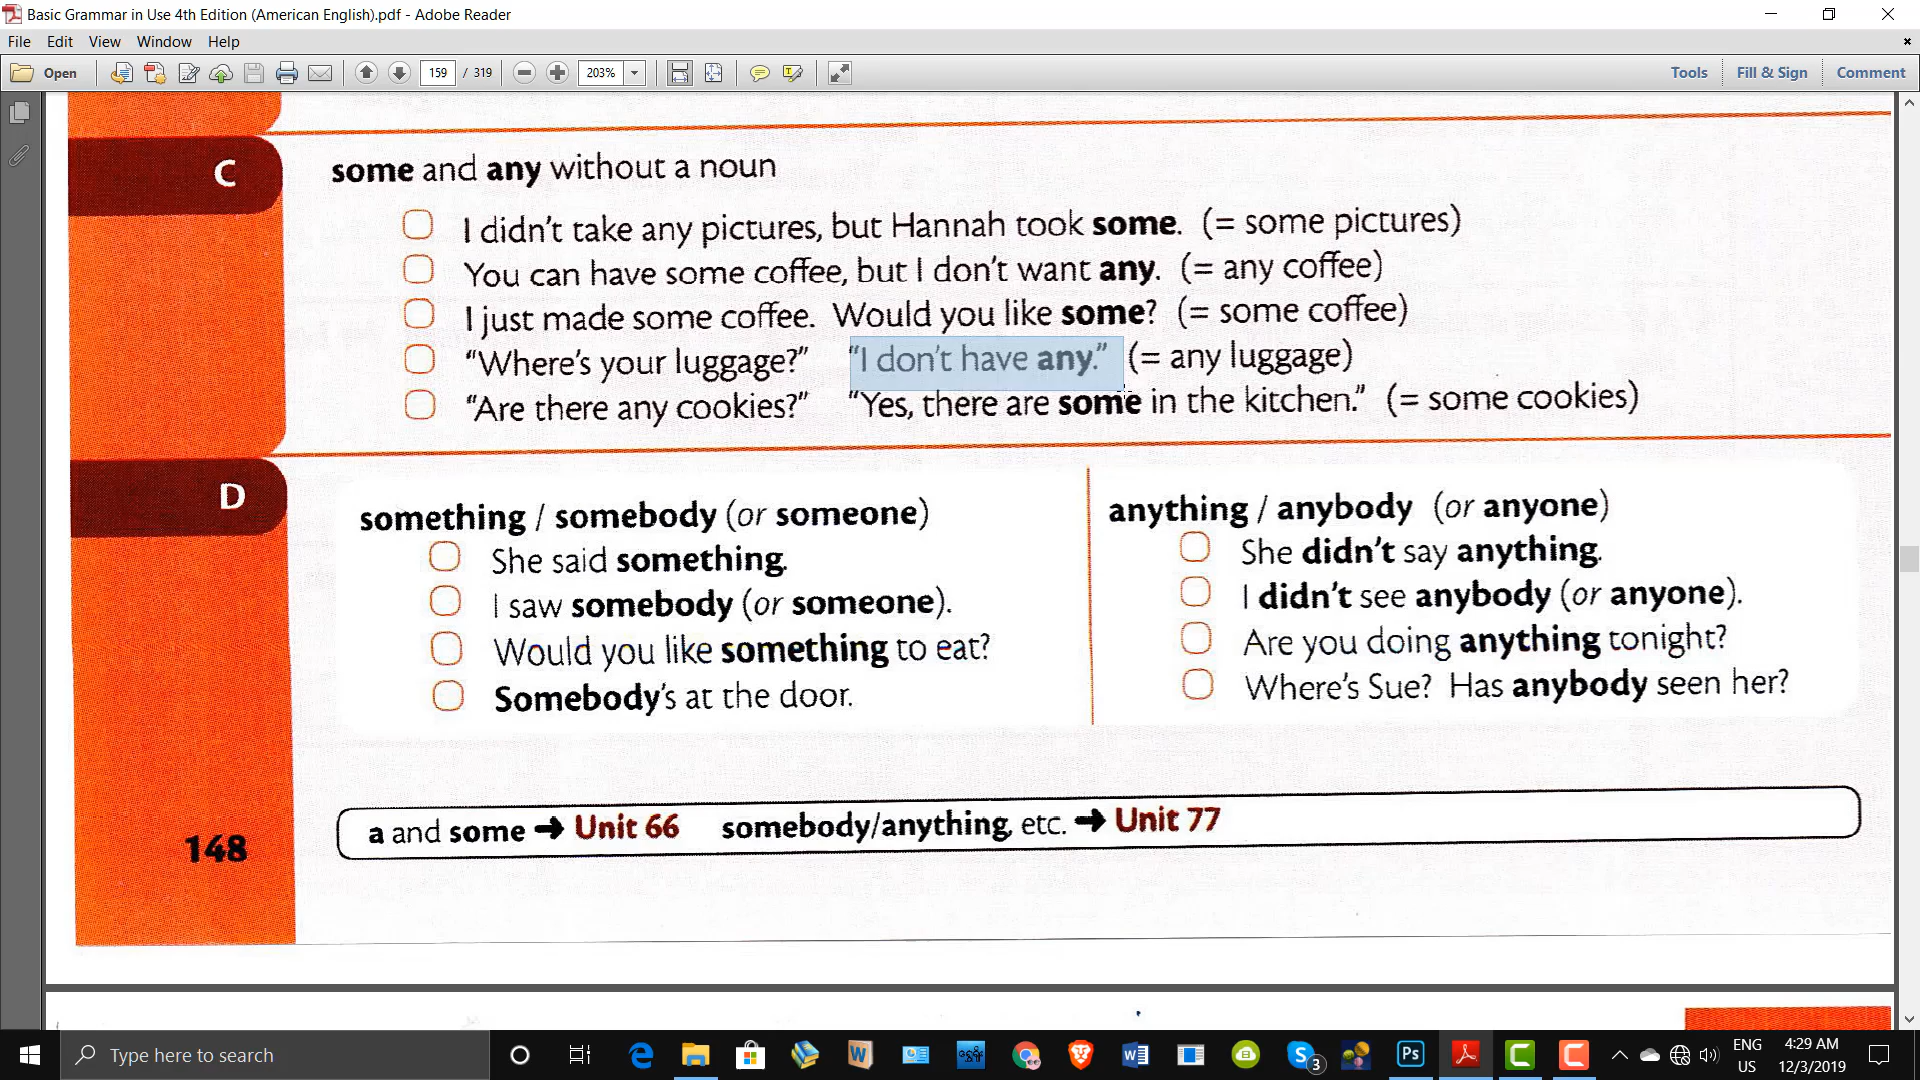 Basic Grammar in Use 4th Edition (American English).pdf - Adobe Reader
File Edit View Window Help
Open 159 / 319 203% Tools Fill & Sign Comment
C
some and any without a noun
I didn't take any pictures, but Hannah took some. (= some pictures)
You can have some coffee, but I don't want any. (= any coffee)
I just made some coffee. Would you like some? (= some coffee)
"Where's your luggage?" "I don't have any." (= any luggage)
"Are there any cookies?" "Yes, there are some in the kitchen." (= some cookies)
D
something / somebody (or someone)
She said something.
I saw somebody (or someone).
Would you like something to eat?
Somebody's at the door.
anything / anybody (or anyone)
She didn't say anything.
I didn't see anybody (or anyone).
Are you doing anything tonight?
Where's Sue? Has anybody seen her?
148
a and some → Unit 66 somebody/anything, etc. → Unit 77
Type here to search
3
Ps
ENG
US
4:29 AM
12/3/2019